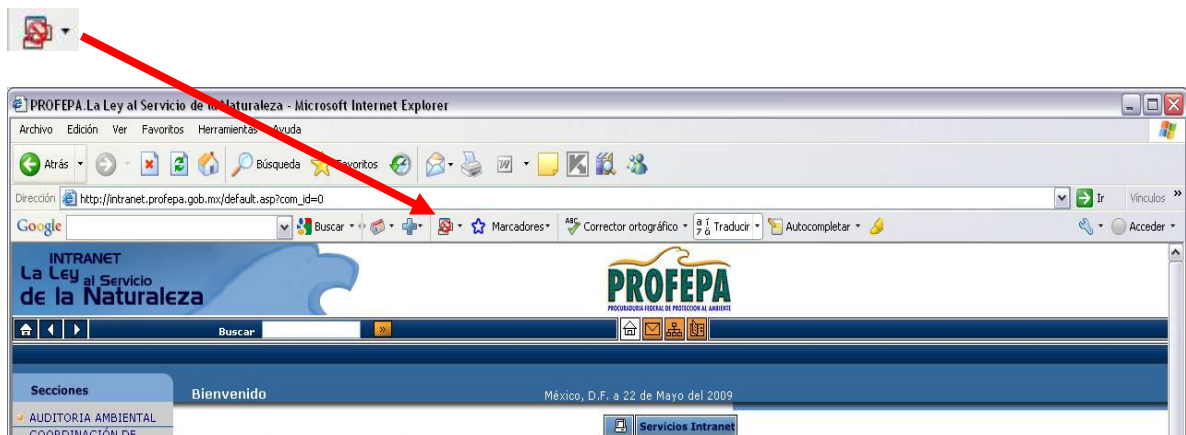 PROFEPA.La Ley al Servicio de la Naturaleza - Microsoft Internet Explorer
Archivo Edición Ver Favoritos Herramientas Ayuda
Atrás Búsqueda Favoritos
Dirección http://intranet.profepa.gob.mx/default.asp?com_id=0 Ir Vínculos »
Google Buscar Marcadores ABC Corrector ortográfico Traducir Autocompletar Acceder
INTRANET
La Ley al Servicio
de la Naturaleza
PROFEPA
PROCURADURIA FEDERAL DE PROTECCION AL AMBIENTE
Buscar »
Secciones Bienvenido México, D.F. a 22 de Mayo del 2009
AUDITORIA AMBIENTAL Servicios Intranet
COORDINACIÓN DE